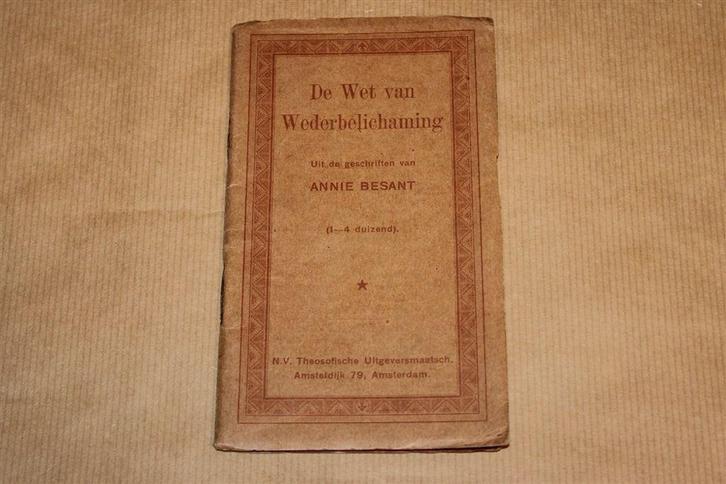 De Wet van
Wederbelichaming
Uit de geschriften van
ANNIE BESANT
(1—4 duizend).
N.V. Theosofische Uitgeversmaatsch.
Amsteldijk 79, Amsterdam.